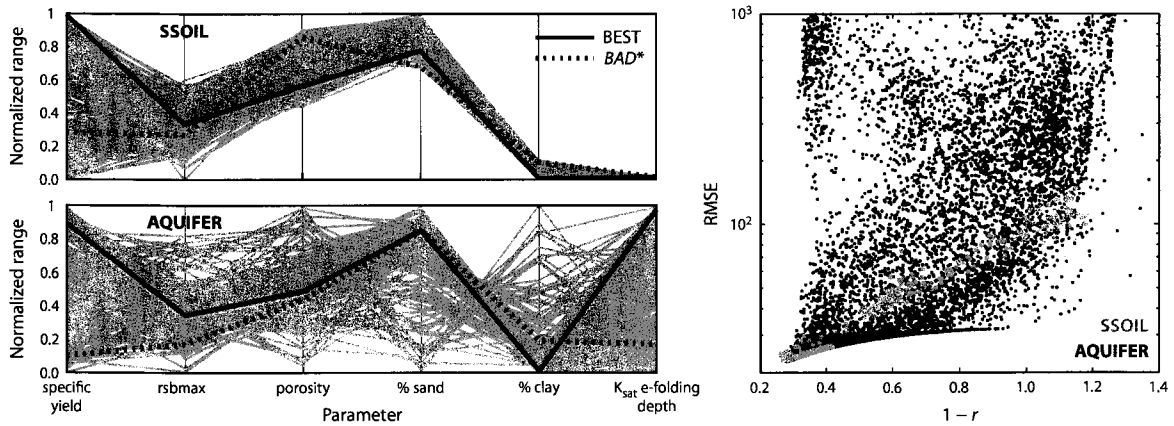 SSOIL
BEST
BAD*
Normalized range
1
0.8
0.6
0.4
0.2
0.0
AQUIFER
Normalized range
1
0.8
0.6
0.4
0.2
0.0
specific yield
rsbmax
porosity
% sand
% clay
Ksat e-folding depth
Parameter
RMSE
10³
10²
SSOIL
AQUIFER
0.2 0.4 0.6 0.8 1.0 1.2 1.4
1 − r